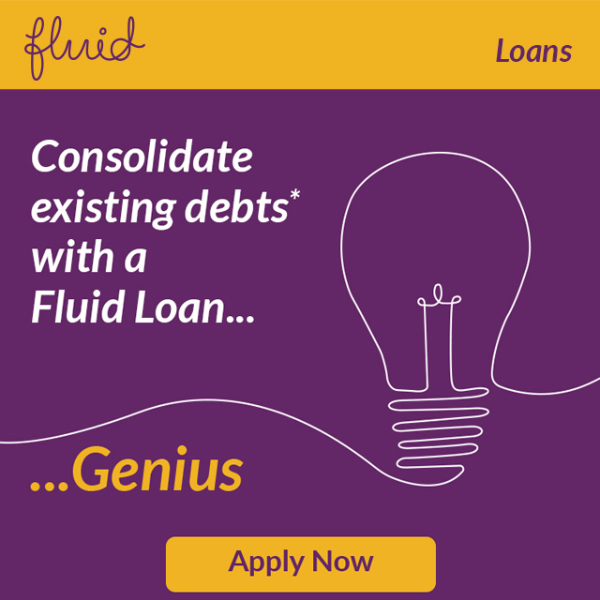 fluid
Loans
Consolidate
existing debts*
with a
Fluid Loan...
...Genius
Apply Now